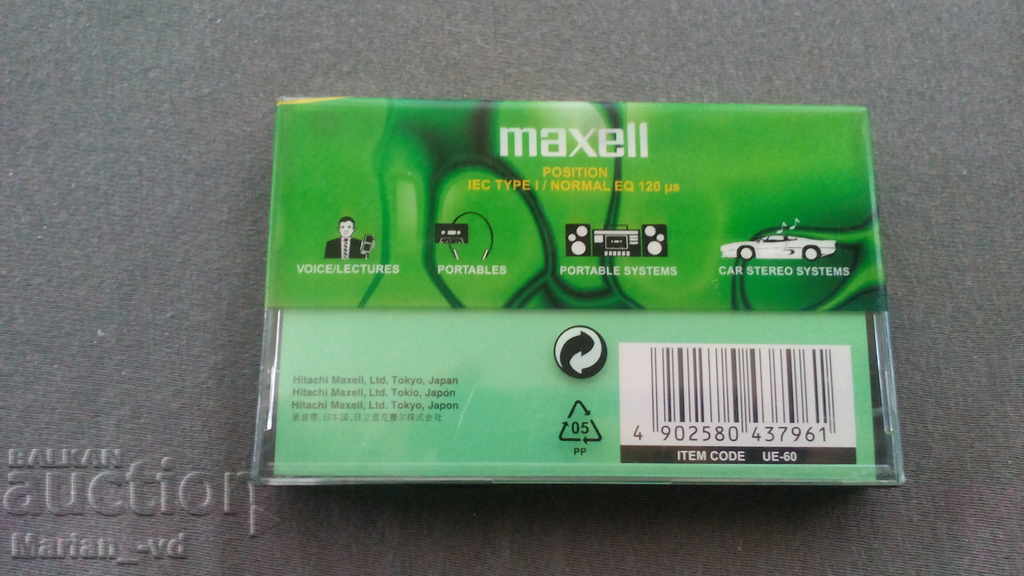 maxell
POSITION
IEC TYPE I / NORMAL EQ 120 µs
VOICE/LECTURES
PORTABLES
PORTABLE SYSTEMS
CAR STEREO SYSTEMS
Hitachi Maxell, Ltd. Tokyo, Japan
Hitachi Maxell, Ltd. Tokio, Japón
Hitachi Maxell, Ltd. Tokyo, Japon
05
PP
4 902580 437961
ITEM CODE UE-60
BALKAN
auction
Marian_-vd